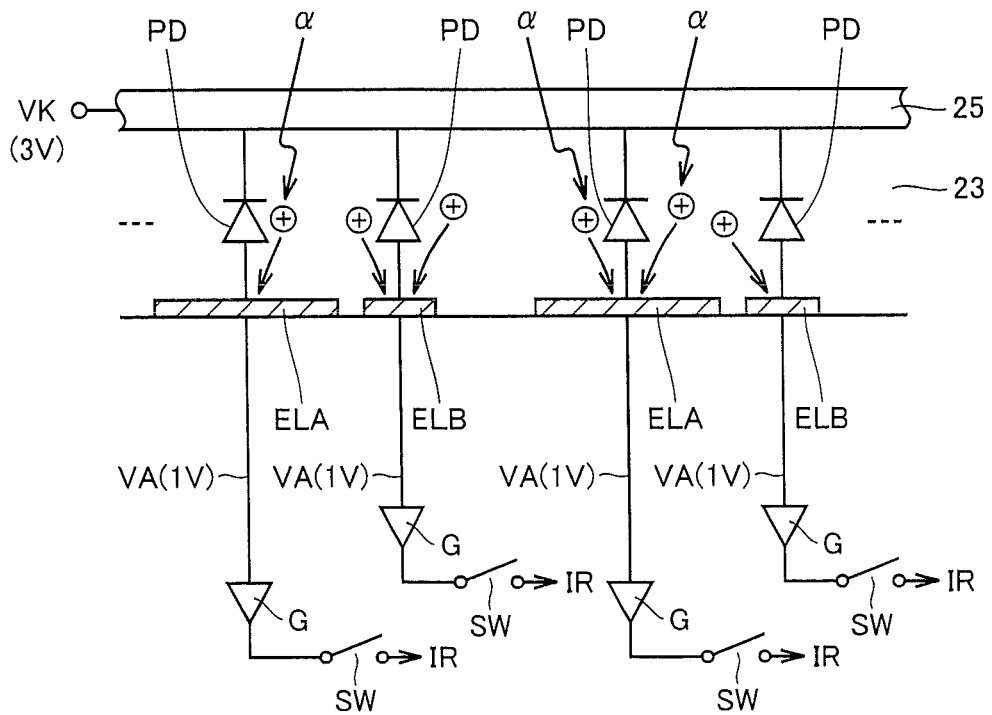 α α α
PD PD PD PD
VK
(3V)
25
23
⊕ ⊕ ⊕ ⊕ ⊕ ⊕
ELA ELB ELA ELB
VA(1V) VA(1V) VA(1V) VA(1V)
G G
IR IR
SW SW
G G
IR IR
SW SW